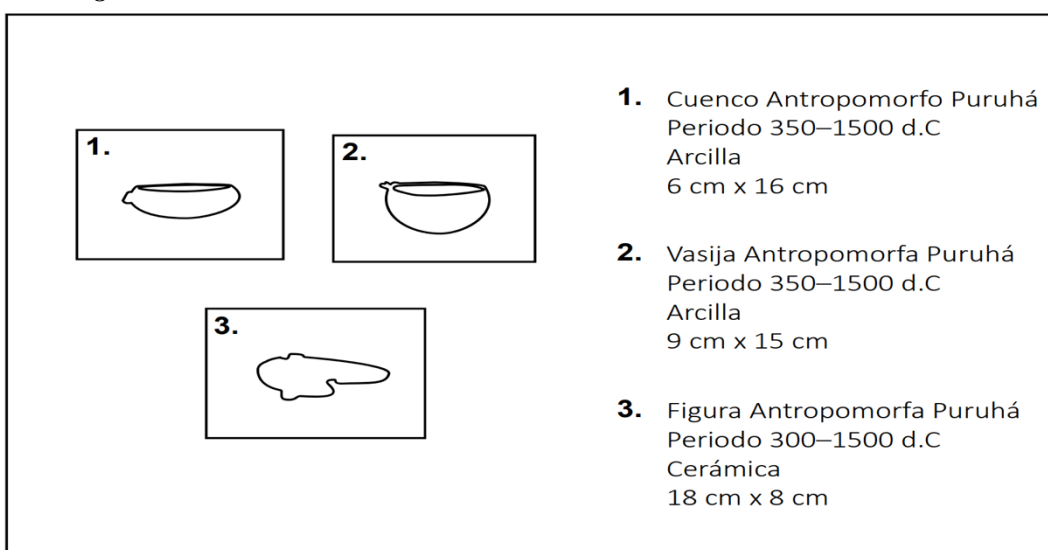 1.
2.
3.
1. Cuenco Antropomorfo Puruhá
Periodo 350–1500 d.C
Arcilla
6 cm x 16 cm
2. Vasija Antropomorfa Puruhá
Periodo 350–1500 d.C
Arcilla
9 cm x 15 cm
3. Figura Antropomorfa Puruhá
Periodo 300–1500 d.C
Cerámica
18 cm x 8 cm